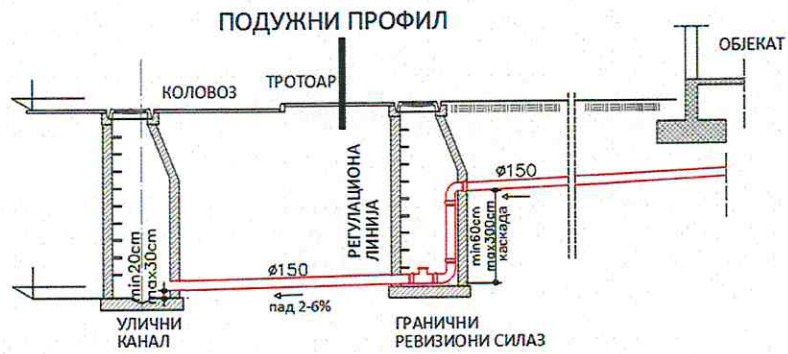 ПОДУЖНИ ПРОФИЛ
ОБЈЕКАТ
ТРОТОАР
КОЛОВОЗ
ø150
РЕГУЛАЦИОНА
ЛИНИЈА
min60cm
max300cm
каскада
min20cm
max30cm
ø150
пад 2-6%
УЛИЧНИ
КАНАЛ
ГРАНИЧНИ
РЕВИЗИОНИ СИЛАЗ